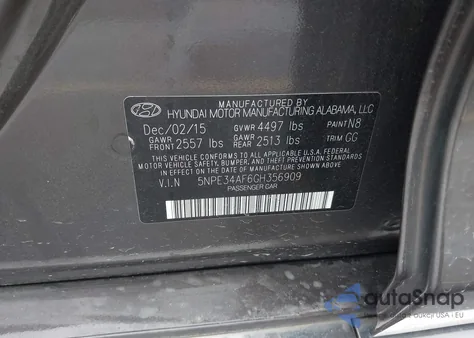 MANUFACTURED BY
HYUNDAI MOTOR MANUFACTURING ALABAMA, LLC
Dec/02/15 GVWR 4497 lbs PAINT N8
GAWR FRONT 2557 lbs GAWR REAR 2513 lbs TRIM GG
THIS VEHICLE CONFORMS TO ALL APPLICABLE U.S. FEDERAL
MOTOR VEHICLE SAFETY, BUMPER, AND THEFT PREVENTION
STANDARDS IN EFFECT ON THE DATE OF
MANUFACTURE SHOWN ABOVE.
V.I.N 5NPE34AF6GH356909
PASSENGER CAR
autoSnap
USA | EU